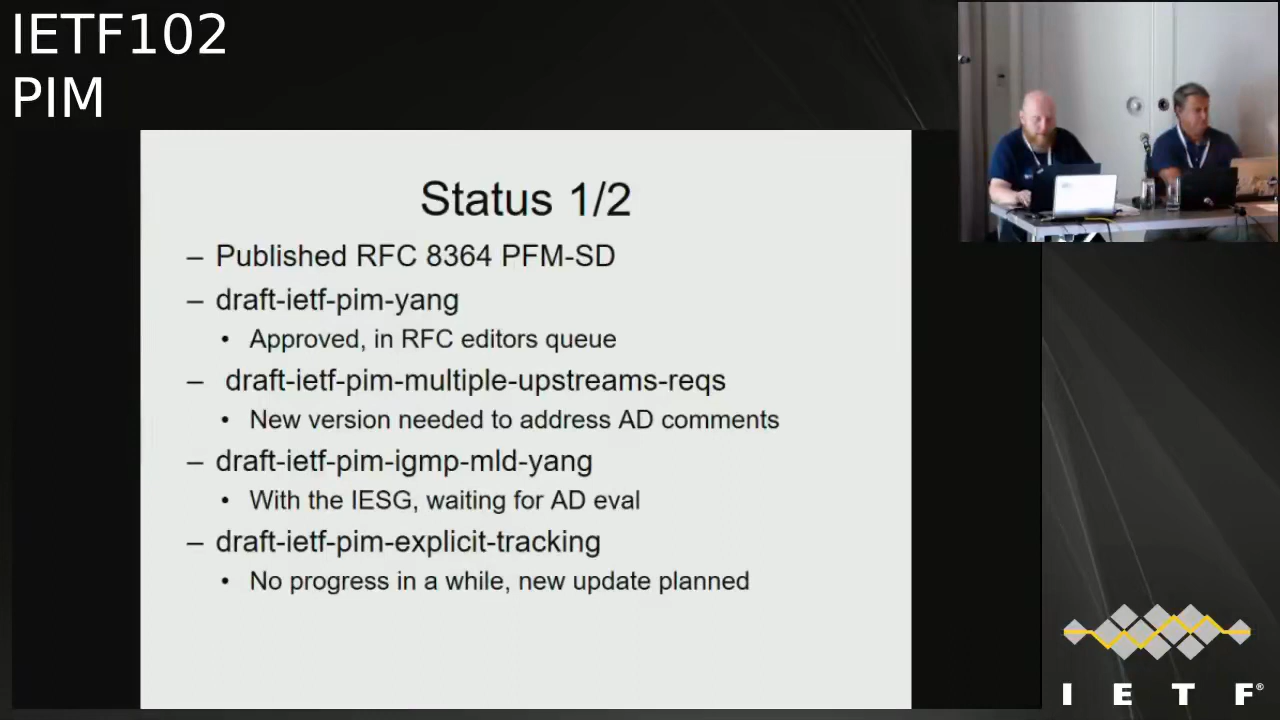 IETF102
PIM
Status 1/2
– Published RFC 8364 PFM-SD
– draft-ietf-pim-yang
• Approved, in RFC editors queue
– draft-ietf-pim-multiple-upstreams-reqs
• New version needed to address AD comments
– draft-ietf-pim-igmp-mld-yang
• With the IESG, waiting for AD eval
– draft-ietf-pim-explicit-tracking
• No progress in a while, new update planned
I E T F®